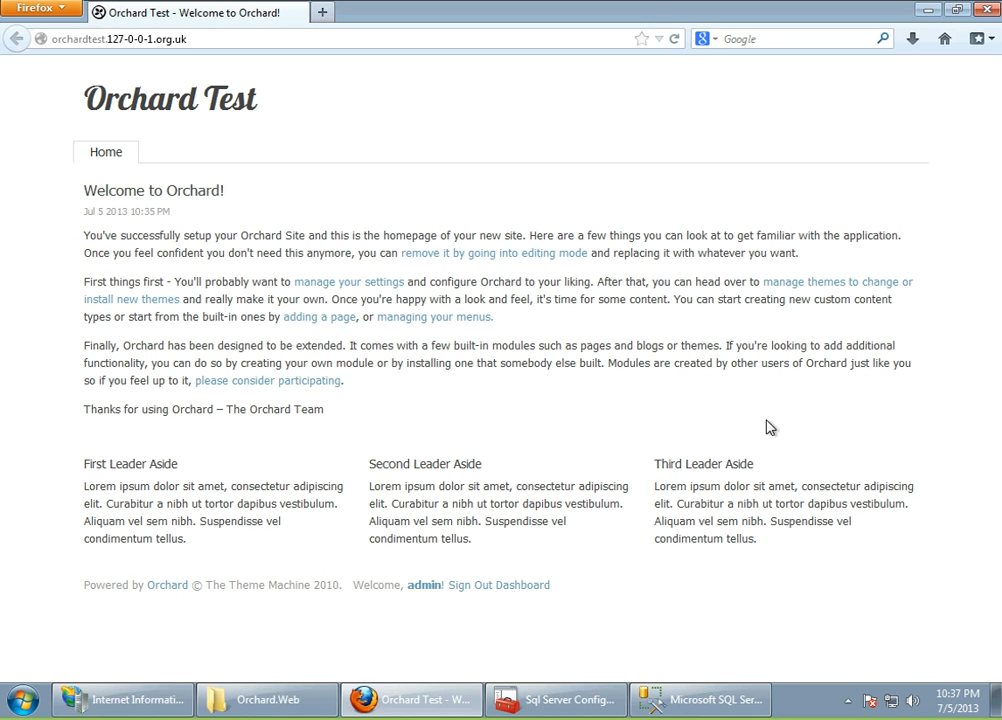 Firefox
Orchard Test - Welcome to Orchard!
orchardtest.127-0-0-1.org.uk
Google
Orchard Test
Home
Welcome to Orchard!
Jul 5 2013 10:35 PM
You've successfully setup your Orchard Site and this is the homepage of your new site. Here are a few things you can look at to get familiar with the application.
Once you feel confident you don't need this anymore, you can remove it by going into editing mode and replacing it with whatever you want.
First things first - You'll probably want to manage your settings and configure Orchard to your liking. After that, you can head over to manage themes to change or
install new themes and really make it your own. Once you're happy with a look and feel, it's time for some content. You can start creating new custom content
types or start from the built-in ones by adding a page, or managing your menus.
Finally, Orchard has been designed to be extended. It comes with a few built-in modules such as pages and blogs or themes. If you're looking to add additional
functionality, you can do so by creating your own module or by installing one that somebody else built. Modules are created by other users of Orchard just like you
so if you feel up to it, please consider participating.
Thanks for using Orchard – The Orchard Team
First Leader Aside
Lorem ipsum dolor sit amet, consectetur adipiscing
elit. Curabitur a nibh ut tortor dapibus vestibulum.
Aliquam vel sem nibh. Suspendisse vel
condimentum tellus.
Second Leader Aside
Lorem ipsum dolor sit amet, consectetur adipiscing
elit. Curabitur a nibh ut tortor dapibus vestibulum.
Aliquam vel sem nibh. Suspendisse vel
condimentum tellus.
Third Leader Aside
Lorem ipsum dolor sit amet, consectetur adipiscing
elit. Curabitur a nibh ut tortor dapibus vestibulum.
Aliquam vel sem nibh. Suspendisse vel
condimentum tellus.
Powered by Orchard © The Theme Machine 2010. Welcome, admin! Sign Out Dashboard
Internet Informati...
Orchard.Web
Orchard Test - W...
Sql Server Config...
Microsoft SQL Ser...
10:37 PM
7/5/2013